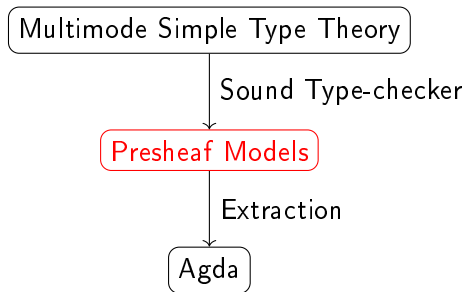 Multimode Simple Type Theory
Sound Type-checker
Presheaf Models
Extraction
Agda